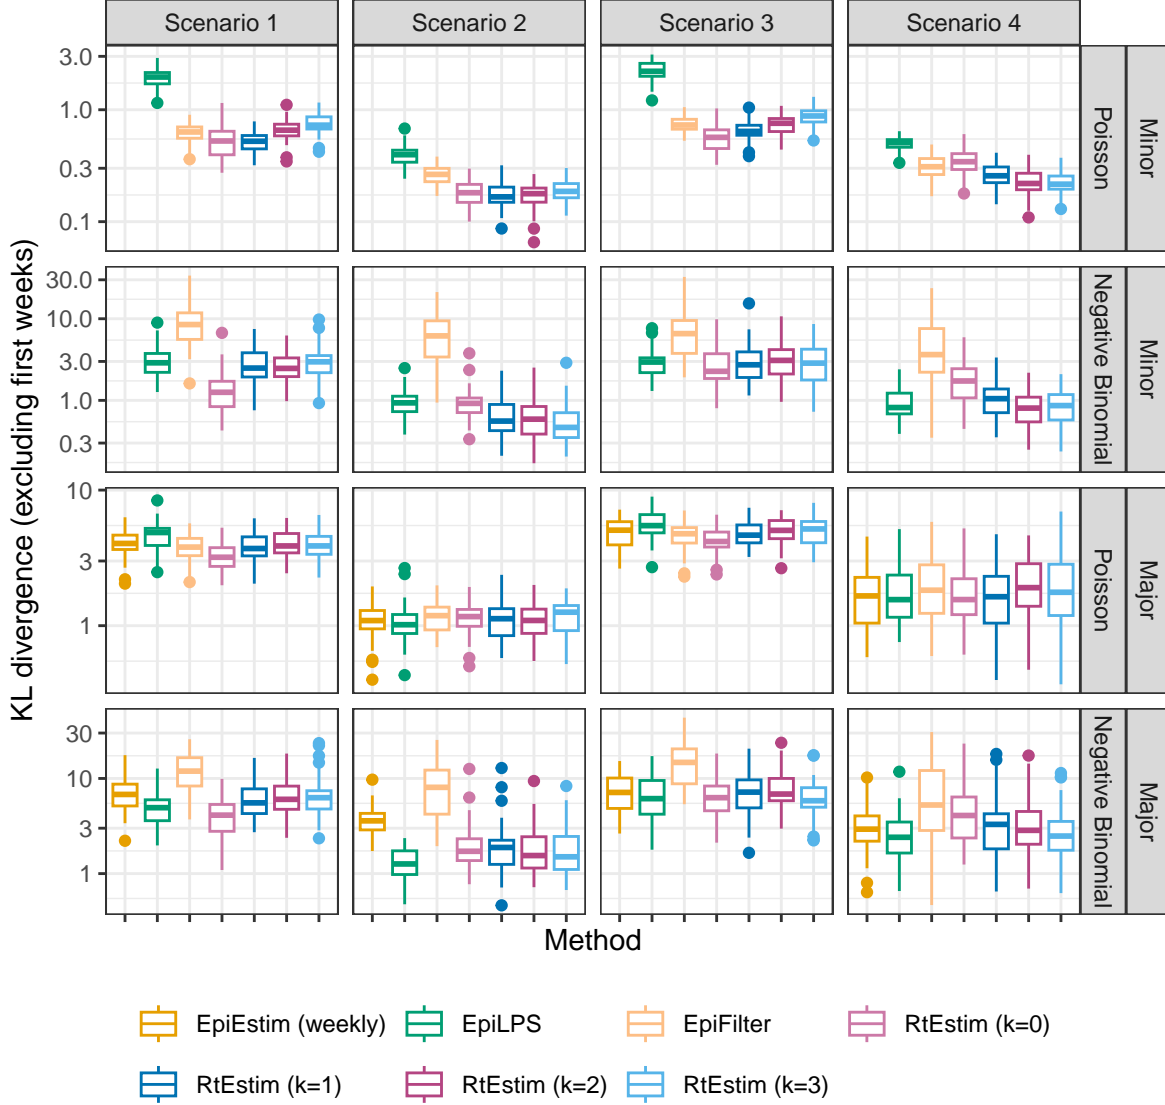 Scenario 1 Scenario 2 Scenario 3 Scenario 4
3.0
1.0
0.3
0.1
Poisson
Minor
30.0
10.0
3.0
1.0
0.3
Negative Binomial
Minor
10
3
1
Poisson
Major
30
10
3
1
Negative Binomial
Major
KL divergence (excluding first weeks)
Method
EpiEstim (weekly) EpiLPS EpiFilter RtEstim (k=0)
RtEstim (k=1) RtEstim (k=2) RtEstim (k=3)